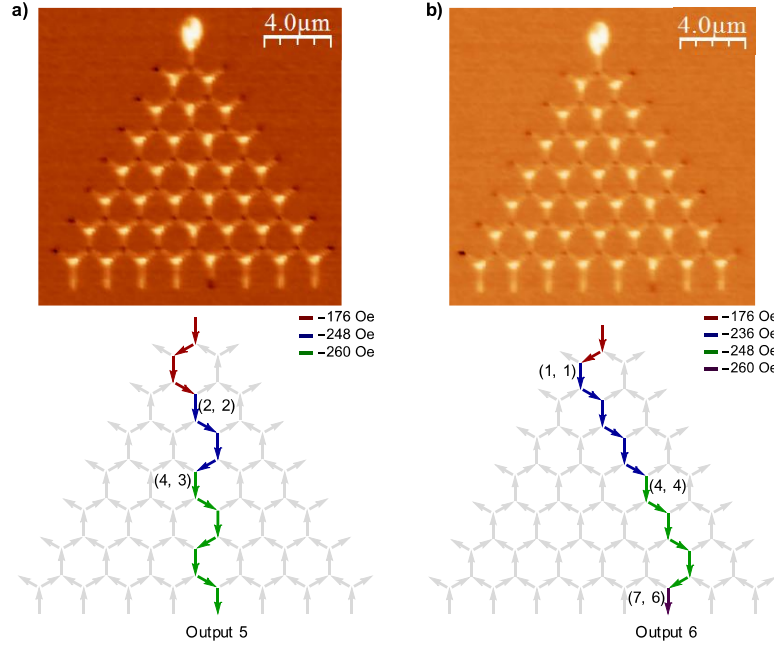 a)
4.0µm
b)
4.0µm
−176 Oe
−248 Oe
−260 Oe
(2, 2)
(4, 3)
Output 5
−176 Oe
−236 Oe
−248 Oe
−260 Oe
(1, 1)
(4, 4)
(7, 6)
Output 6